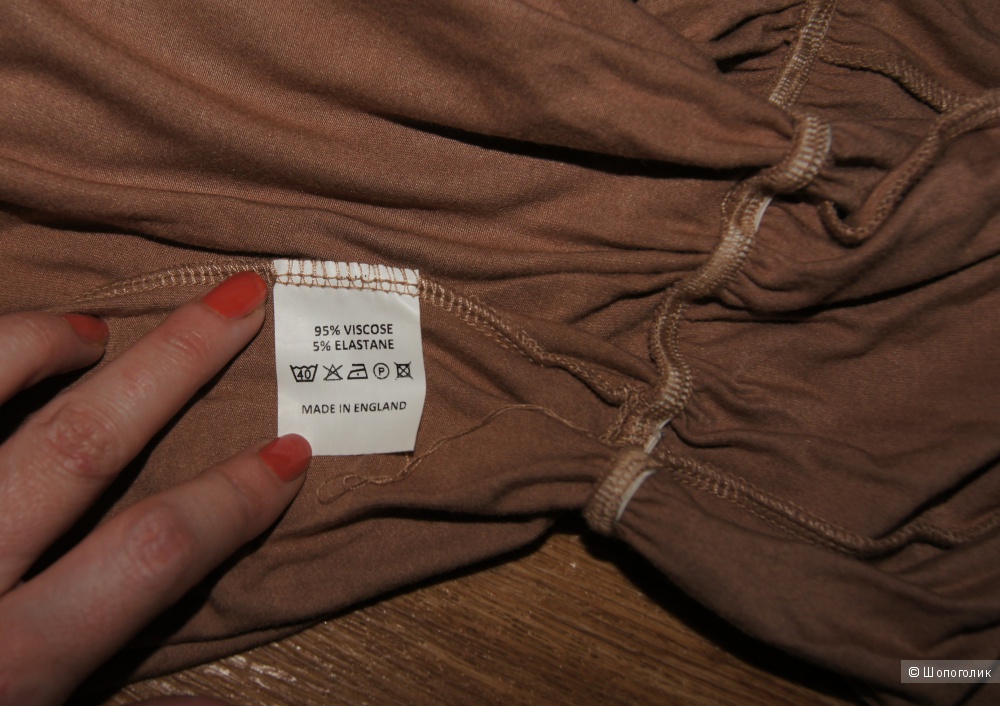 95% VISCOSE
5% ELASTANE
40 P
MADE IN ENGLAND
© Шопоголик